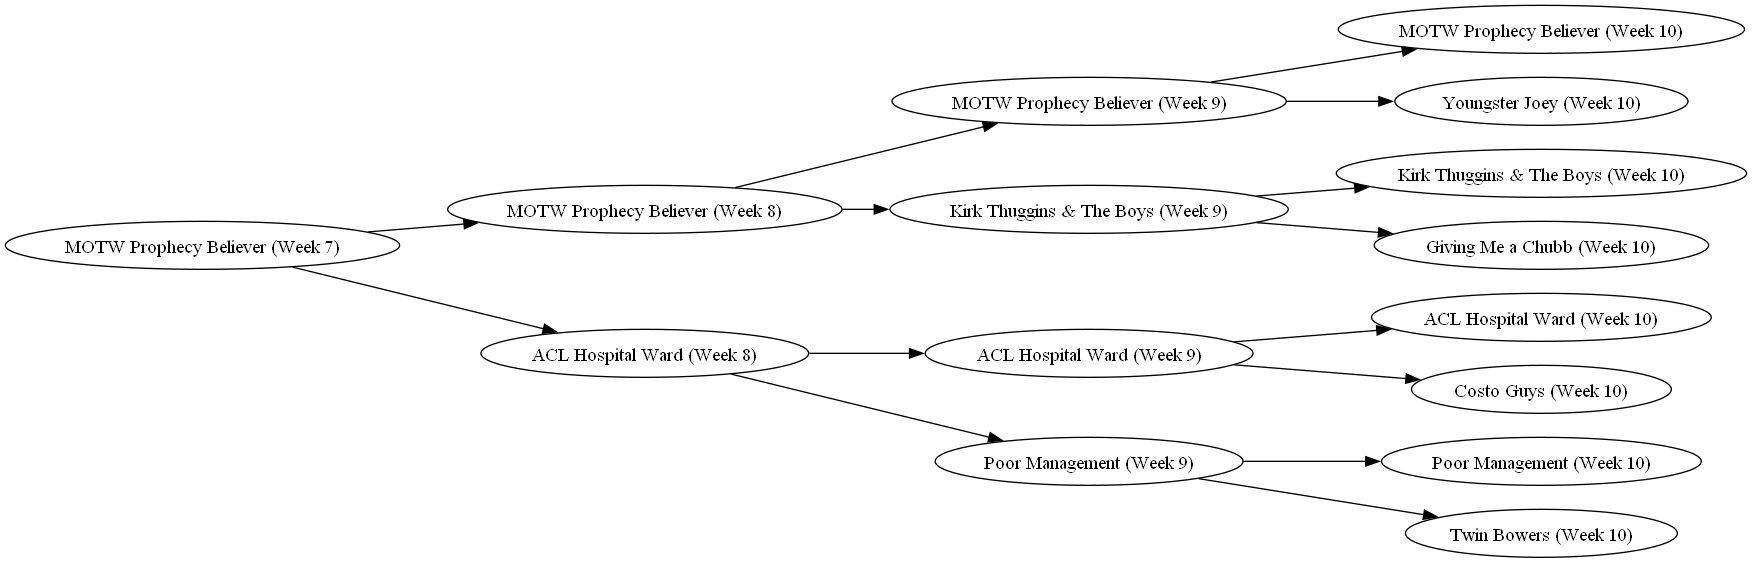 MOTW Prophecy Believer (Week 10)
MOTW Prophecy Believer (Week 9)
Youngster Joey (Week 10)
Kirk Thuggins & The Boys (Week 10)
MOTW Prophecy Believer (Week 8)
Kirk Thuggins & The Boys (Week 9)
MOTW Prophecy Believer (Week 7)
Giving Me a Chubb (Week 10)
ACL Hospital Ward (Week 10)
ACL Hospital Ward (Week 8)
ACL Hospital Ward (Week 9)
Costo Guys (Week 10)
Poor Management (Week 9)
Poor Management (Week 10)
Twin Bowers (Week 10)